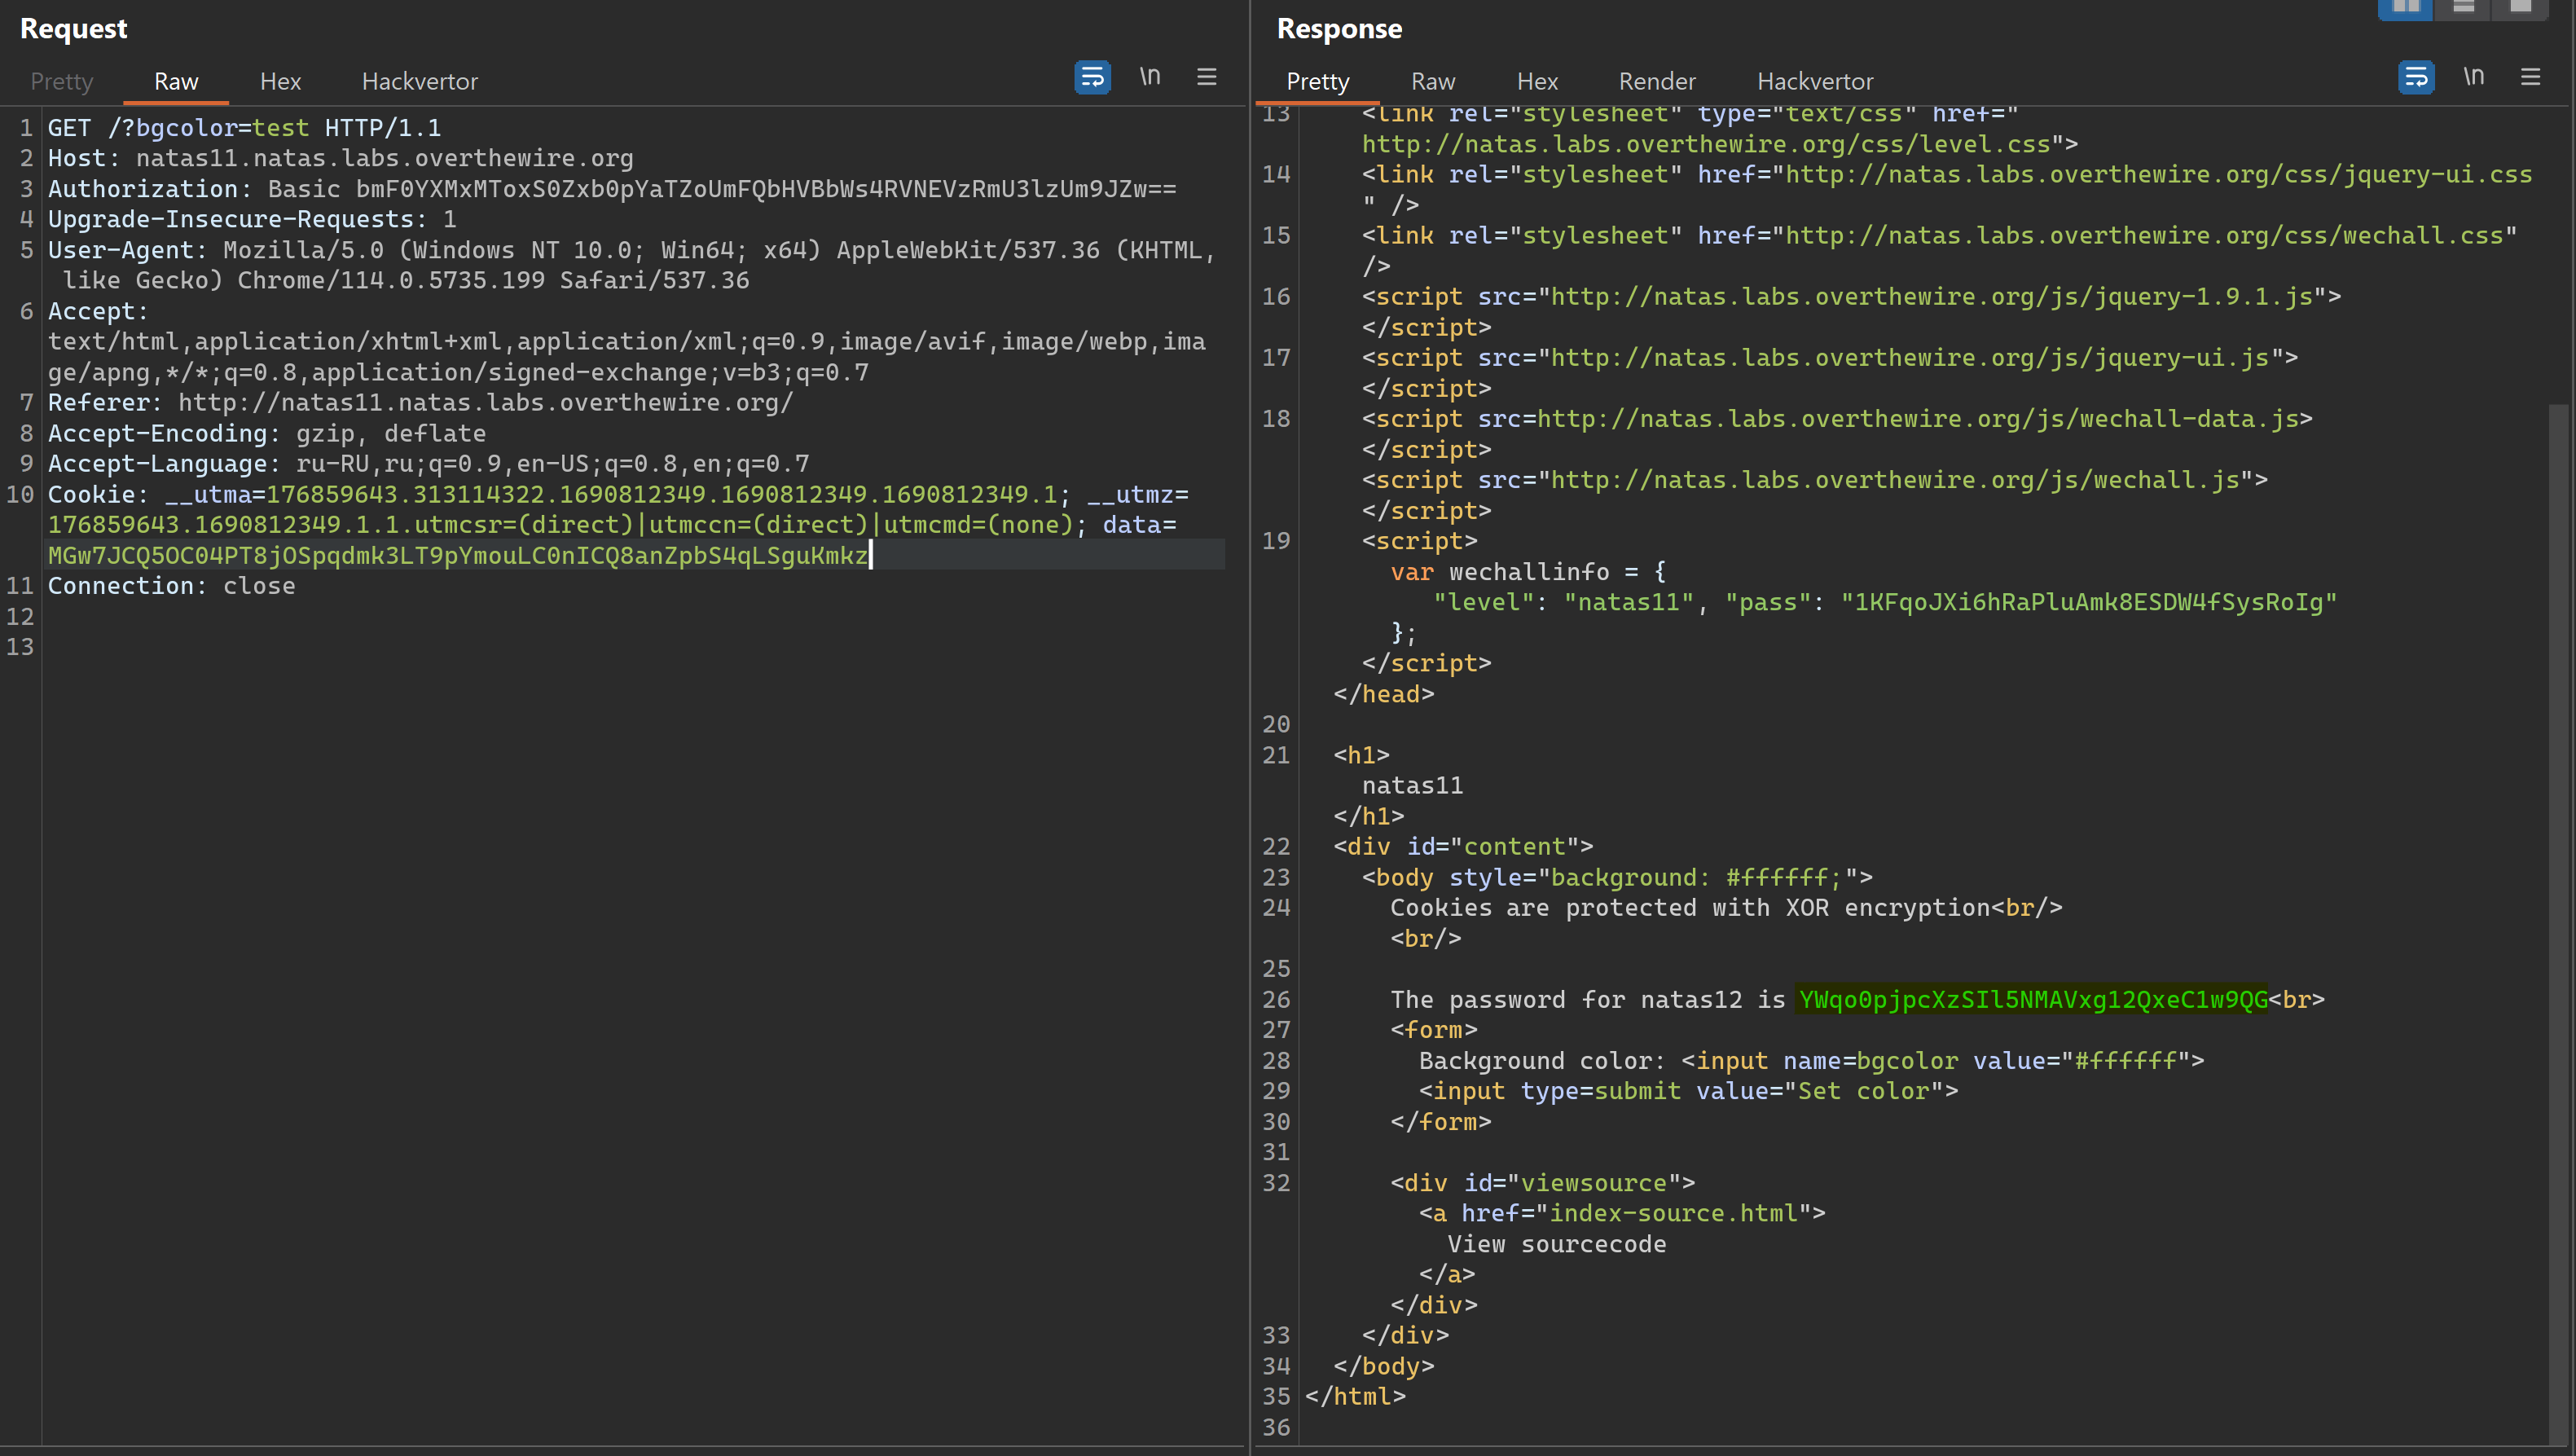 Request
Pretty Raw Hex Hackvertor
\n
1 GET /?bgcolor=test HTTP/1.1
2 Host: natas11.natas.labs.overthewire.org
3 Authorization: Basic bmF0YXMxMToxS0Zxb0pYaTZoUmFQbHVBbWs4RVNEVzRmU3lzUm9JZw==
4 Upgrade-Insecure-Requests: 1
5 User-Agent: Mozilla/5.0 (Windows NT 10.0; Win64; x64) AppleWebKit/537.36 (KHTML,
like Gecko) Chrome/114.0.5735.199 Safari/537.36
6 Accept:
text/html,application/xhtml+xml,application/xml;q=0.9,image/avif,image/webp,ima
ge/apng,*/*;q=0.8,application/signed-exchange;v=b3;q=0.7
7 Referer: http://natas11.natas.labs.overthewire.org/
8 Accept-Encoding: gzip, deflate
9 Accept-Language: ru-RU,ru;q=0.9,en-US;q=0.8,en;q=0.7
10 Cookie: __utma=176859643.313114322.1690812349.1690812349.1690812349.1; __utmz=
176859643.1690812349.1.1.utmcsr=(direct)|utmccn=(direct)|utmcmd=(none); data=
MGw7JCQ5OC04PT8jOSpqdmk3LT9pYmouLC0nICQ8anZpbS4qLSguKmkz
11 Connection: close
12
13
Response
Pretty Raw Hex Render Hackvertor
\n
13 <link rel="stylesheet" type="text/css" href="
http://natas.labs.overthewire.org/css/level.css">
14 <link rel="stylesheet" href="http://natas.labs.overthewire.org/css/jquery-ui.css
" />
15 <link rel="stylesheet" href="http://natas.labs.overthewire.org/css/wechall.css"
/>
16 <script src="http://natas.labs.overthewire.org/js/jquery-1.9.1.js">
</script>
17 <script src="http://natas.labs.overthewire.org/js/jquery-ui.js">
</script>
18 <script src=http://natas.labs.overthewire.org/js/wechall-data.js>
</script>
<script src="http://natas.labs.overthewire.org/js/wechall.js">
</script>
19 <script>
var wechallinfo = {
"level": "natas11", "pass": "1KFqoJXi6hRaPluAmk8ESDW4fSysRoIg"
};
</script>
</head>
20
21 <h1>
natas11
</h1>
22 <div id="content">
23 <body style="background: #ffffff;">
24 Cookies are protected with XOR encryption<br/>
<br/>
25
26 The password for natas12 is YWqo0pjpcXzSIl5NMAVxg12QxeC1w9QG<br>
27 <form>
28 Background color: <input name=bgcolor value="#ffffff">
29 <input type=submit value="Set color">
30 </form>
31
32 <div id="viewsource">
<a href="index-source.html">
View sourcecode
</a>
</div>
33 </div>
34 </body>
35 </html>
36